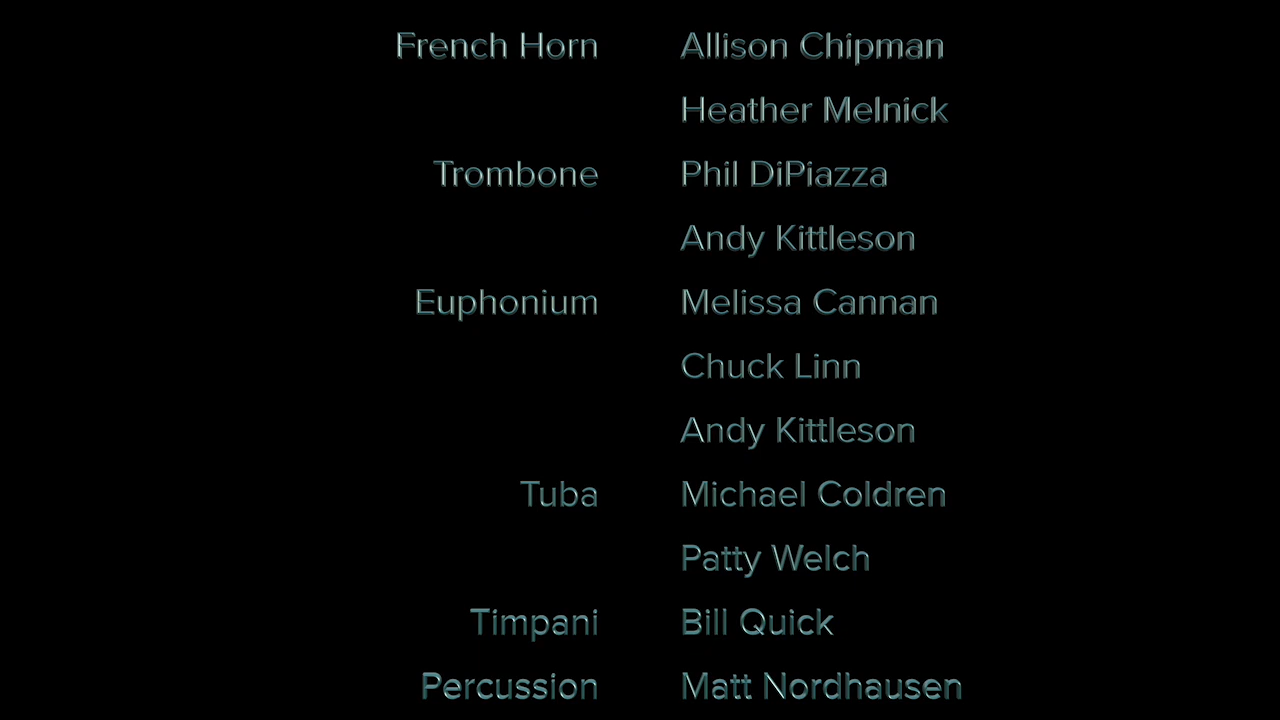 French Horn Allison Chipman
Heather Melnick
Trombone Phil DiPiazza
Andy Kittleson
Euphonium Melissa Cannan
Chuck Linn
Andy Kittleson
Tuba Michael Coldren
Patty Welch
Timpani Bill Quick
Percussion Matt Nordhausen